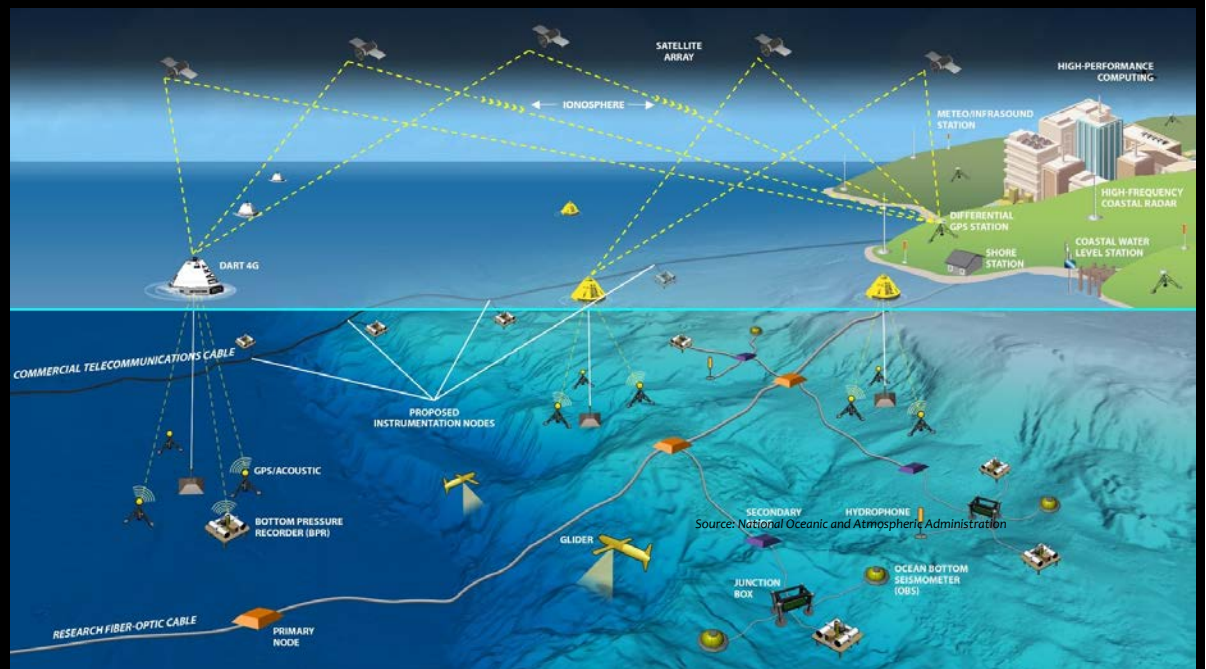 SATELLITE
ARRAY
HIGH-PERFORMANCE
COMPUTING
IONOSPHERE
METEO/INFRASOUND
STATION
HIGH-FREQUENCY
COASTAL RADAR
DIFFERENTIAL
GPS STATION
DART 4G
SHORE
STATION
COASTAL WATER
LEVEL STATION
COMMERCIAL TELECOMMUNICATIONS CABLE
PROPOSED
INSTRUMENTATION NODES
GPS/ACOUSTIC
BOTTOM PRESSURE
RECORDER (BPR)
SECONDARY
HYDROPHONE
Source: National Oceanic and Atmospheric Administration
GLIDER
JUNCTION
BOX
OCEAN BOTTOM
SEISMOMETER
(OBS)
RESEARCH FIBER-OPTIC CABLE
PRIMARY
NODE